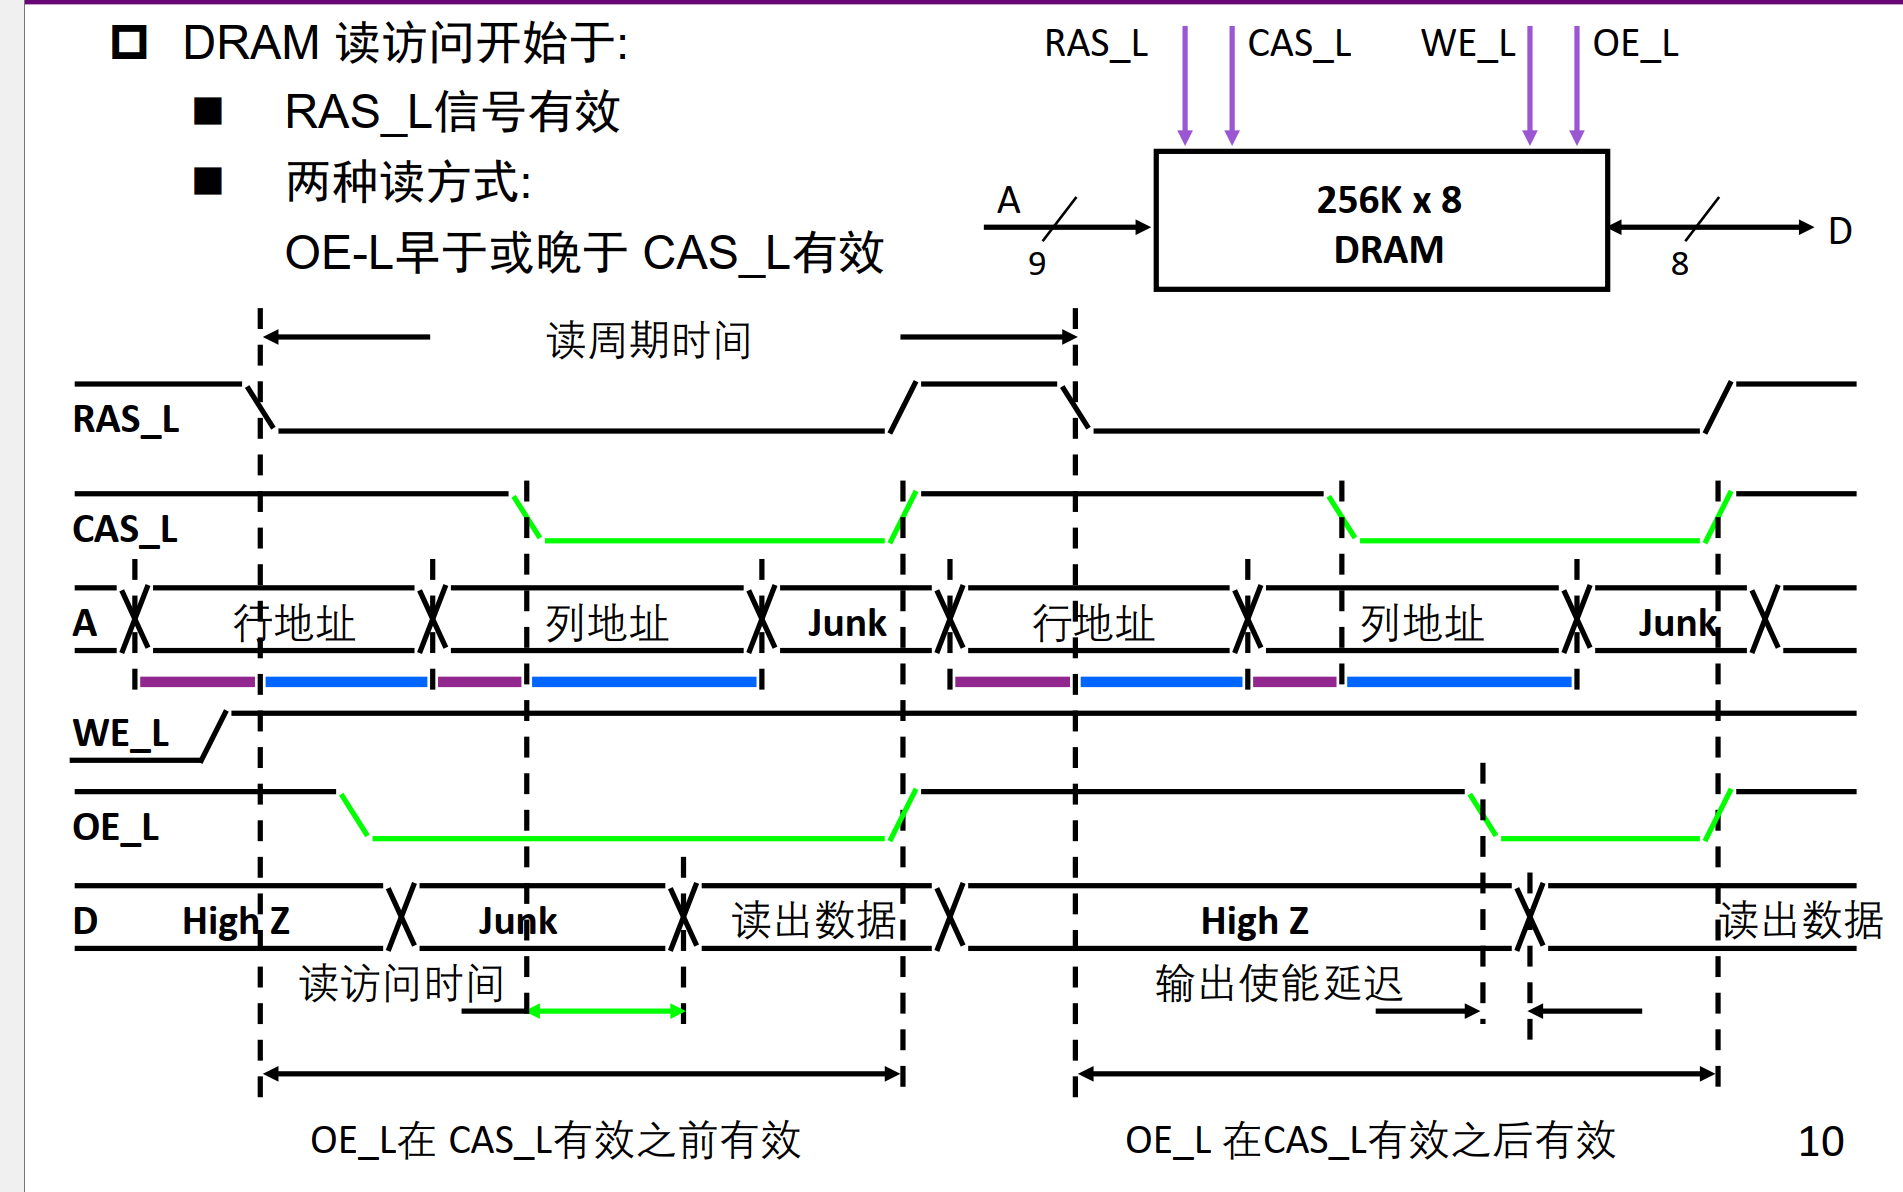 DRAM 读访问开始于:
RAS_L信号有效
两种读方式:
OE-L早于或晚于 CAS_L有效
RAS_L CAS_L WE_L OE_L
A
9
256K x 8
DRAM
D
8
读周期时间
RAS_L
CAS_L
A 行地址 列地址 Junk 行地址 列地址 Junk
WE_L
OE_L
D High Z Junk 读出数据 High Z 读出数据
读访问时间 输出使能延迟
OE_L在 CAS_L有效之前有效 OE_L 在CAS_L有效之后有效
10